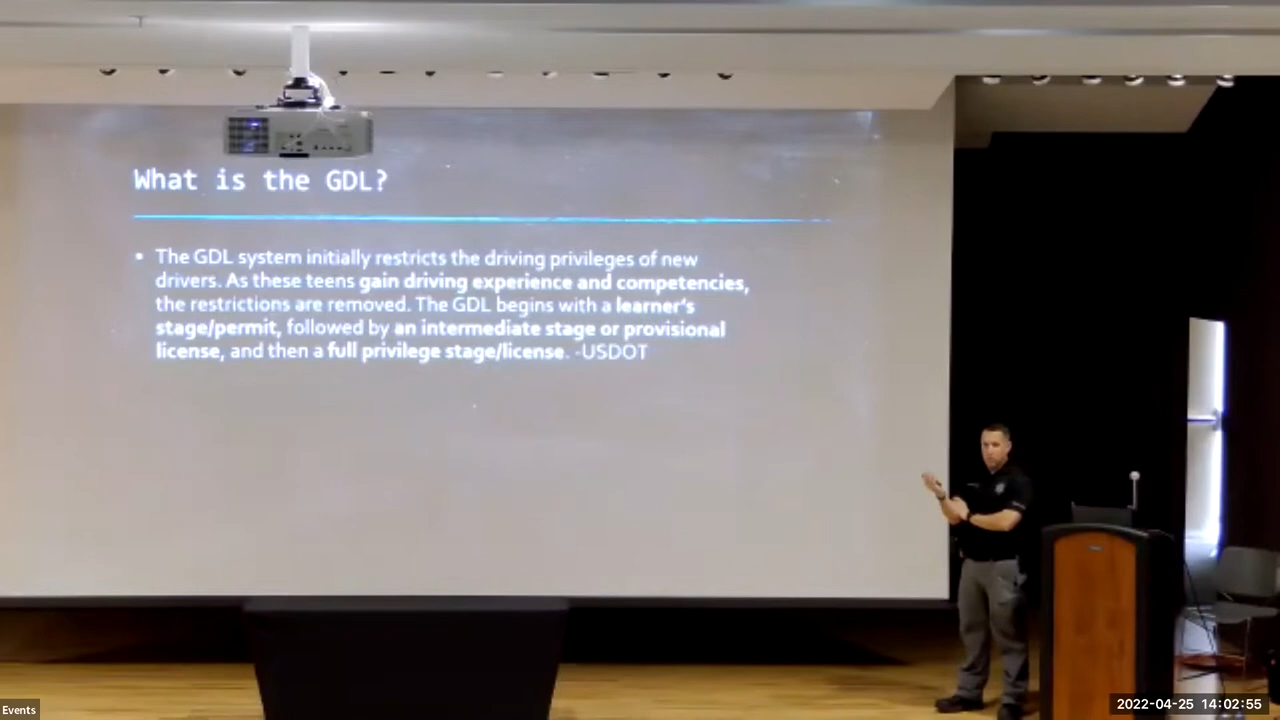 What is the GDL?
▪ The GDL system initially restricts the driving privileges of new
drivers. As these teens gain driving experience and competencies,
the restrictions are removed. The GDL begins with a learner's
stage/permit, followed by an intermediate stage or provisional
license, and then a full privilege stage/license. -USDOT
Events
2022-04-25 14:02:55